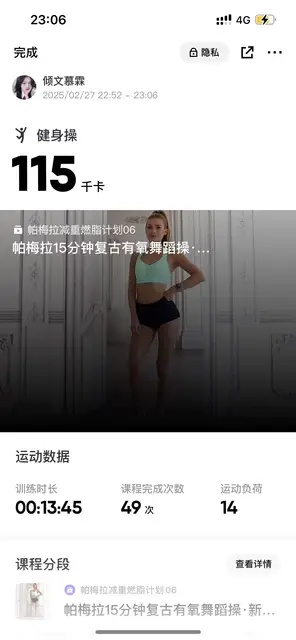 23:06
4G
完成
隐私
倾文慕霖
2025/02/27 22:52 - 23:06
健身操
115 千卡
帕梅拉减重燃脂计划06
帕梅拉15分钟复古有氧舞蹈操·...
运动数据
训练时长 课程完成次数 运动负荷
00:13:45 49 次 14
课程分段 查看详情
帕梅拉减重燃脂计划06
帕梅拉15分钟复古有氧舞蹈操·新...